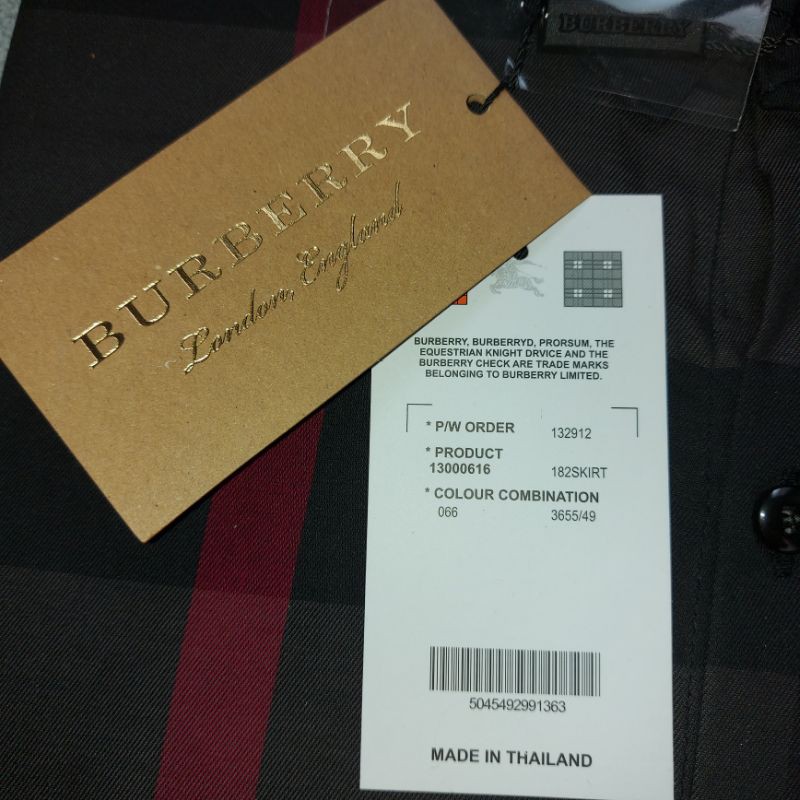 BURBERRY
BURBERRY
London, England
BURBERRY, BURBERRYD, PRORSUM, THE
EQUESTRIAN KNIGHT DRVICE AND THE
BURBERRY CHECK ARE TRADE MARKS
BELONGING TO BURBERRY LIMITED.
* P/W ORDER 132912
* PRODUCT
13000616 182SKIRT
* COLOUR COMBINATION
066 3655/49
5045492991363
MADE IN THAILAND